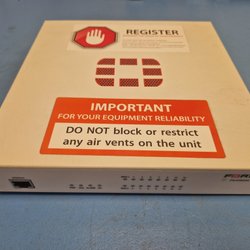 REGISTER
IMPORTANT
FOR YOUR EQUIPMENT RELIABILITY
DO NOT block or restrict
any air vents on the unit